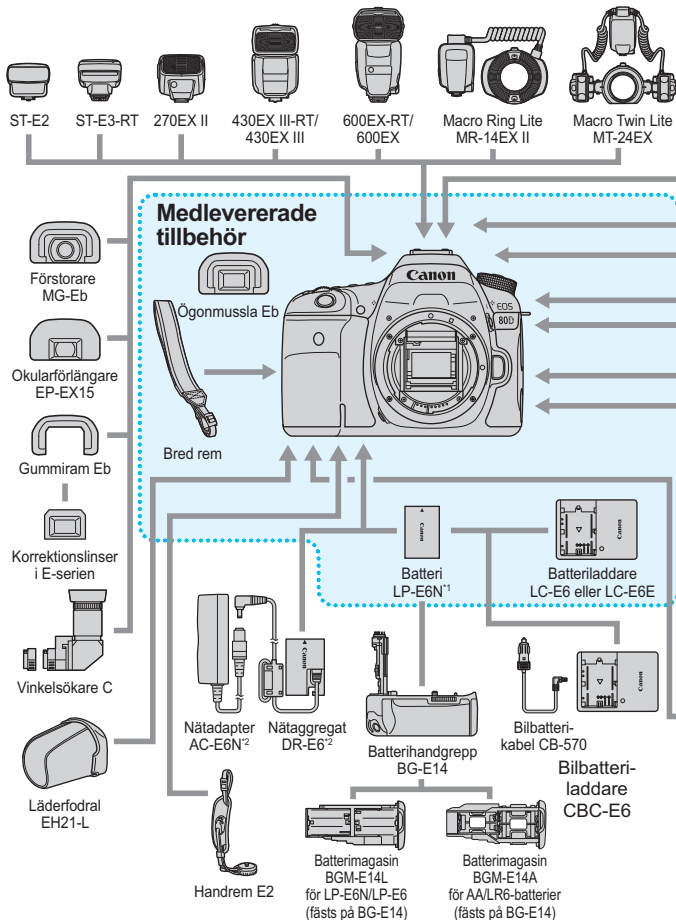 ST-E2
ST-E3-RT
270EX II
430EX III-RT/
430EX III
600EX-RT/
600EX
Macro Ring Lite
MR-14EX II
Macro Twin Lite
MT-24EX
Medlevererade
tillbehör
Ögonmussla Eb
Canon
EOS
80D
Förstorare
MG-Eb
Okularförlängare
EP-EX15
Bred rem
Gummiram Eb
Korrektionslinser
i E-serien
Canon
Batteri
LP-E6N*1
Canon
Batteriladdare
LC-E6 eller LC-E6E
Vinkelsökare C
Canon
Nätadapter
AC-E6N*2
Nätaggregat
DR-E6*2
Batterihandgrepp
BG-E14
Bilbatteri-
kabel CB-570
Canon
Bilbatteri-
laddare
CBC-E6
Läderfodral
EH21-L
Handrem E2
Batterimagasin
BGM-E14L
för LP-E6N/LP-E6
(fästs på BG-E14)
Batterimagasin
BGM-E14A
för AA/LR6-batterier
(fästs på BG-E14)